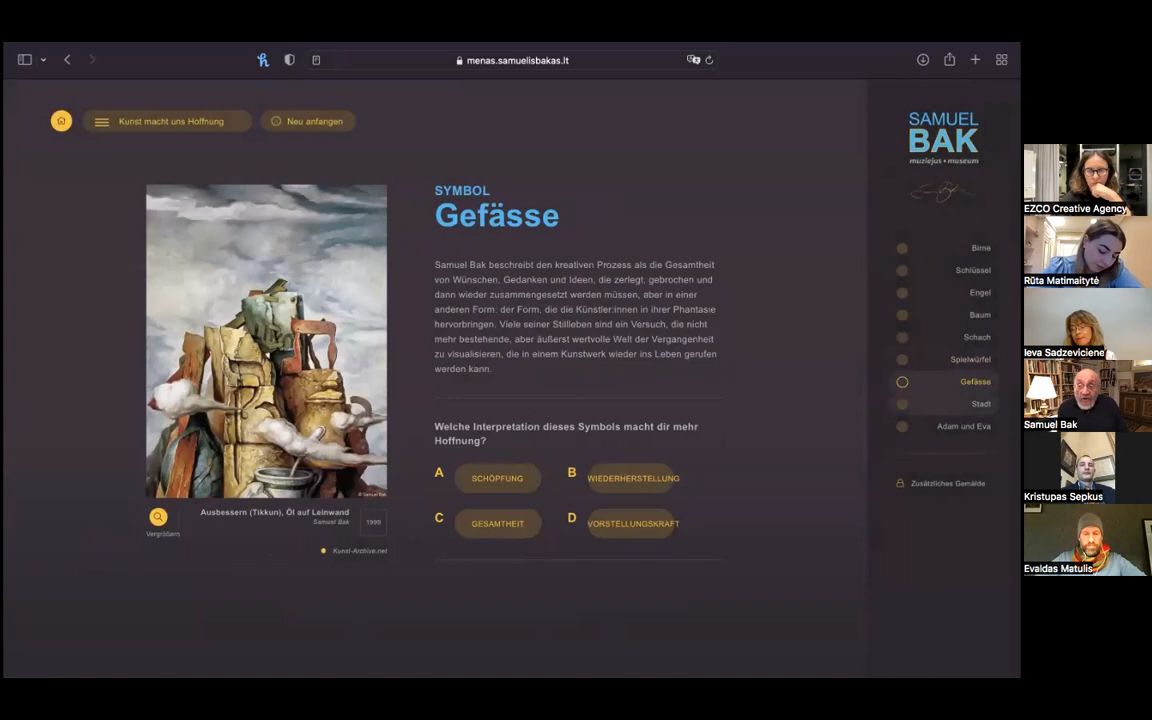 menas.samuelisbakas.lt
Kunst macht uns Hoffnung
Neu anfangen
SAMUEL
BAK
muziejus • museum
SYMBOL
Gefässe
Samuel Bak beschreibt den kreativen Prozess als die Gesamtheit
von Wünschen, Gedanken und Ideen, die zerlegt, gebrochen und
dann wieder zusammengesetzt werden müssen, aber in einer
anderen Form: der Form, die die Künstler:innen in ihrer Phantasie
hervorbringen. Viele seiner Stillleben sind ein Versuch, die nicht
mehr bestehende, aber äußerst wertvolle Welt der Vergangenheit
zu visualisieren, die in einem Kunstwerk wieder ins Leben gerufen
werden kann.
Welche Interpretation dieses Symbols macht dir mehr
Hoffnung?
A SCHÖPFUNG
B WIEDERHERSTELLUNG
C GESAMTHEIT
D VORSTELLUNGSKRAFT
© Samuel Bak
Vergrößern
Ausbessern (Tikkun), Öl auf Leinwand
Samuel Bak
1999
Kunst-Archive.net
Birne
Schlüssel
Engel
Baum
Schach
Spielwürfel
Gefässe
Stadt
Adam und Eva
Zusätzliches Gemälde
EZCO Creative Agency
Rūta Matimaitytė
Ieva Sadzeviciene
Samuel Bak
Kristupas Sepkus
Evaldas Matulis